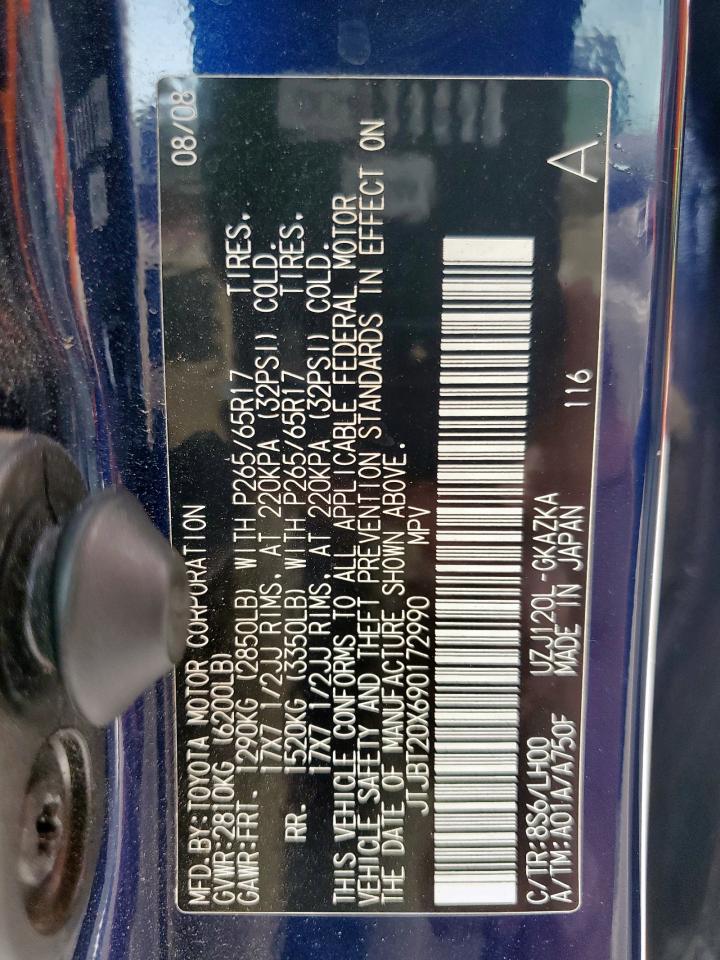 MFD.BY:TOYOTA MOTOR CORPORATION 08/08
GVWR:2810KG (6200LB)
GAWR:FRT. 1290KG (2850LB) WITH P265/65R17 TIRES,
17X7 1/2JJ RIMS, AT 220KPA (32PSI) COLD.
RR. 1520KG (3350LB) WITH P265/65R17 TIRES,
17X7 1/2JJ RIMS, AT 220KPA (32PSI) COLD.
THIS VEHICLE CONFORMS TO ALL APPLICABLE FEDERAL MOTOR
VEHICLE SAFETY AND THEFT PREVENTION STANDARDS IN EFFECT ON
THE DATE OF MANUFACTURE SHOWN ABOVE.
JTJBT20X690172990 MPV
C/TR:8S6/LH00 UZJ120L-GKAZKA
A/TM:A01A/A750F MADE IN JAPAN 116 A